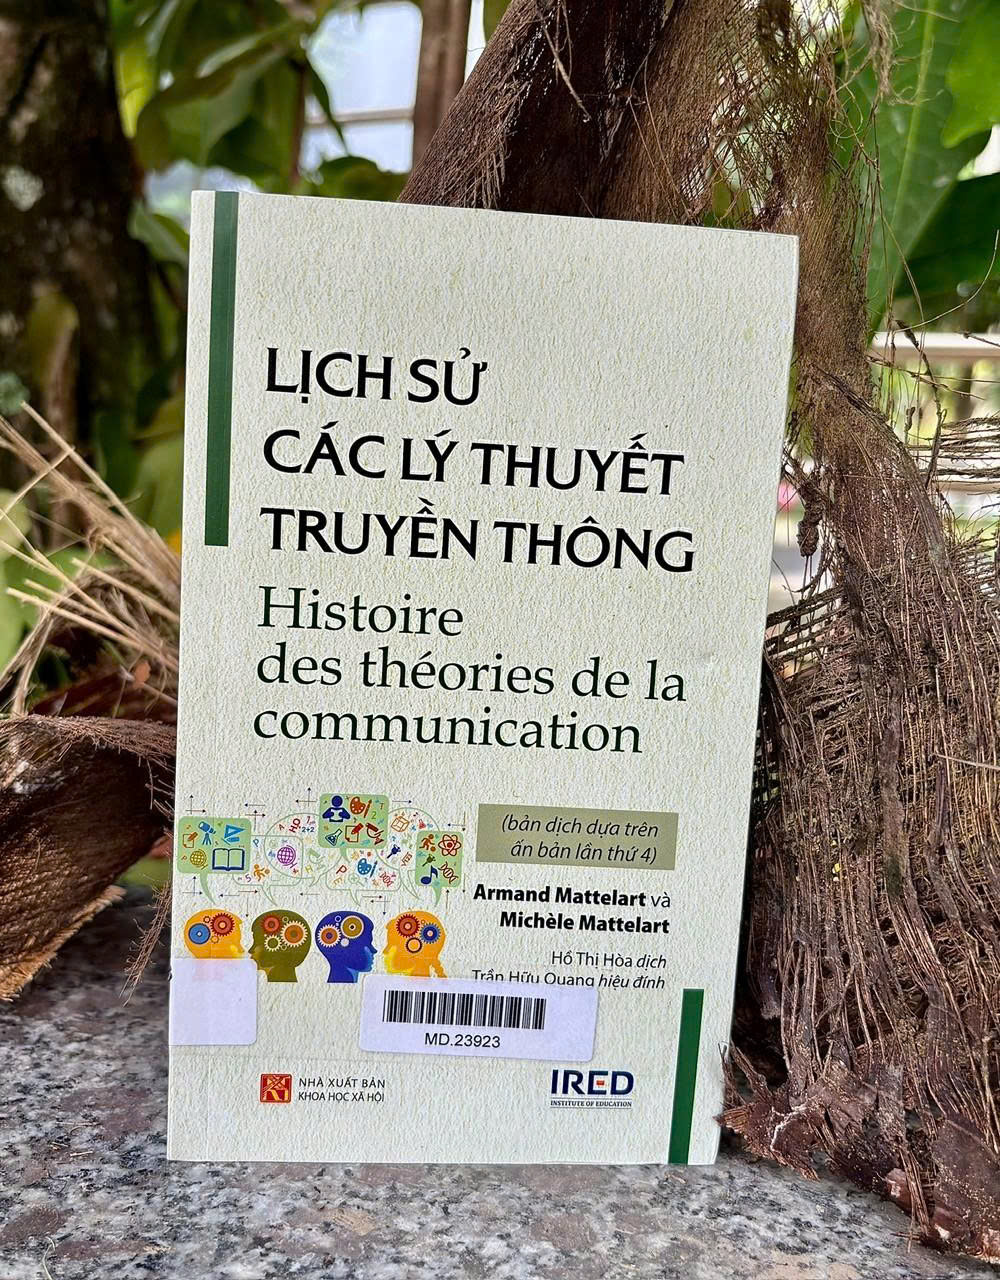 LỊCH SỬ
CÁC LÝ THUYẾT
TRUYỀN THÔNG
Histoire
des théories de la
communication
(bản dịch dựa trên
ấn bản lần thứ 4)
Armand Mattelart và
Michèle Mattelart
Hồ Thị Hòa dịch
Trần Hữu Quang hiệu đính
MD.23923
NHÀ XUẤT BẢN
KHOA HỌC XÃ HỘI
IRED
INSTITUTE OF EDUCATION